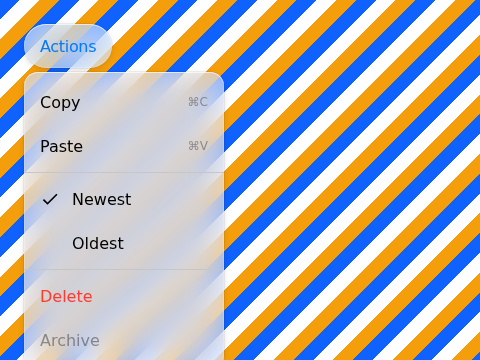 Actions
Copy ⌘C
Paste ⌘V
Newest
Oldest
Delete
Archive